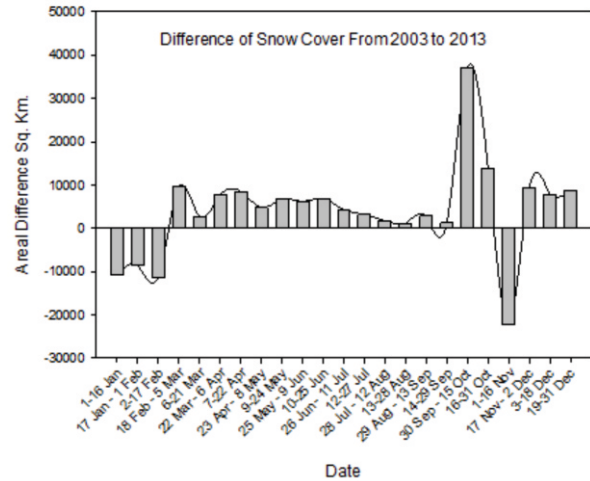 Difference of Snow Cover From 2003 to 2013
Areal Difference Sq. Km.
50000
40000
30000
20000
10000
0
-10000
-20000
-30000
1-16 Jan
17 Jan - 1 Feb
2-17 Feb
18 Feb - 5 Mar
6-21 Mar
22 Mar - 6 Apr
7-22 Apr
23 Apr - 8 May
9-24 May
25 May - 9 Jun
10-25 Jun
26 Jun - 11 Jul
12-27 Jul
28 Jul - 12 Aug
13-28 Aug
29 Aug - 13 Sep
14-29 Sep
30 Sep - 15 Oct
16-31 Oct
1-16 Nov
17 Nov - 2 Dec
3-18 Dec
19-31 Dec
Date